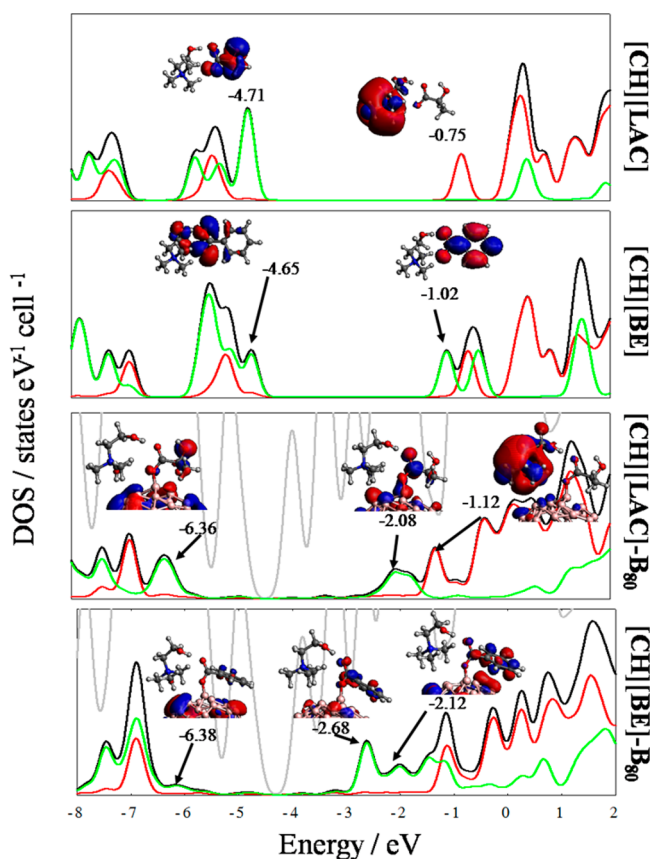 [CH][LAC]
-4.71
-0.75
[CH][BE]
-4.65
-1.02
[CH][LAC]-B80
-6.36
-2.08
-1.12
[CH][BE]-B80
-6.38
-2.68
-2.12
DOS / states eV-1 cell -1
-8 -7 -6 -5 -4 -3 -2 -1 0 1 2
Energy / eV